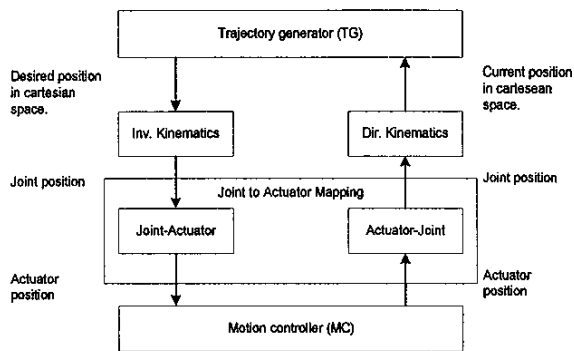 Trajectory generator (TG)
Desired position
in cartesian
space.
Current position
in cartesean
space.
Inv. Kinematics
Dir. Kinematics
Joint position
Joint position
Joint to Actuator Mapping
Joint-Actuator
Actuator-Joint
Actuator
position
Actuator
position
Motion controller (MC)